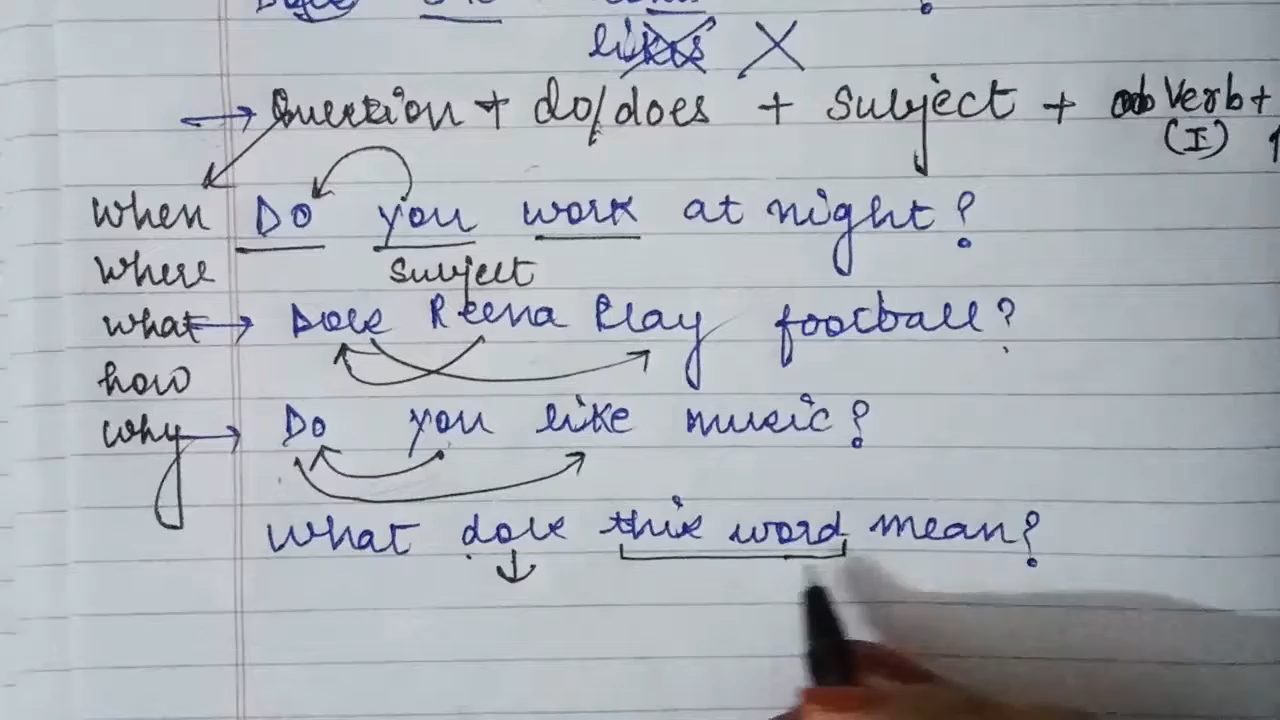 likes X
→ Question + do/does + Subject + Verb +
(I)
when Do you work at night?
where subject
what → Does Reena Play football?
how
why → Do you like music?
What does this word mean?